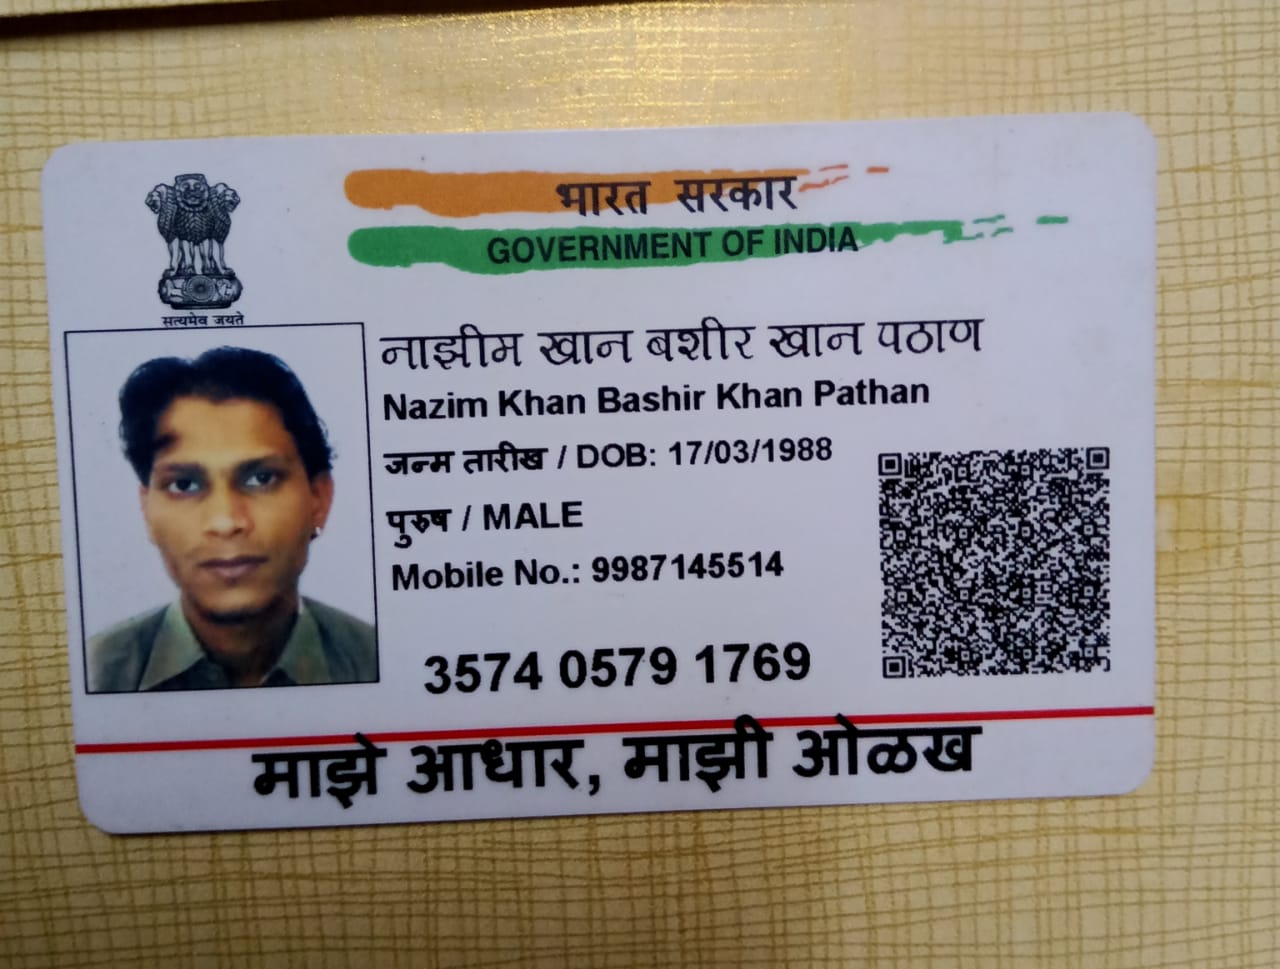 भारत सरकार
GOVERNMENT OF INDIA
सत्यमेव जयते
नाझीम खान बशीर खान पठाण
Nazim Khan Bashir Khan Pathan
जन्म तारीख / DOB: 17/03/1988
पुरुष / MALE
Mobile No.: 9987145514
3574 0579 1769
माझे आधार, माझी ओळख